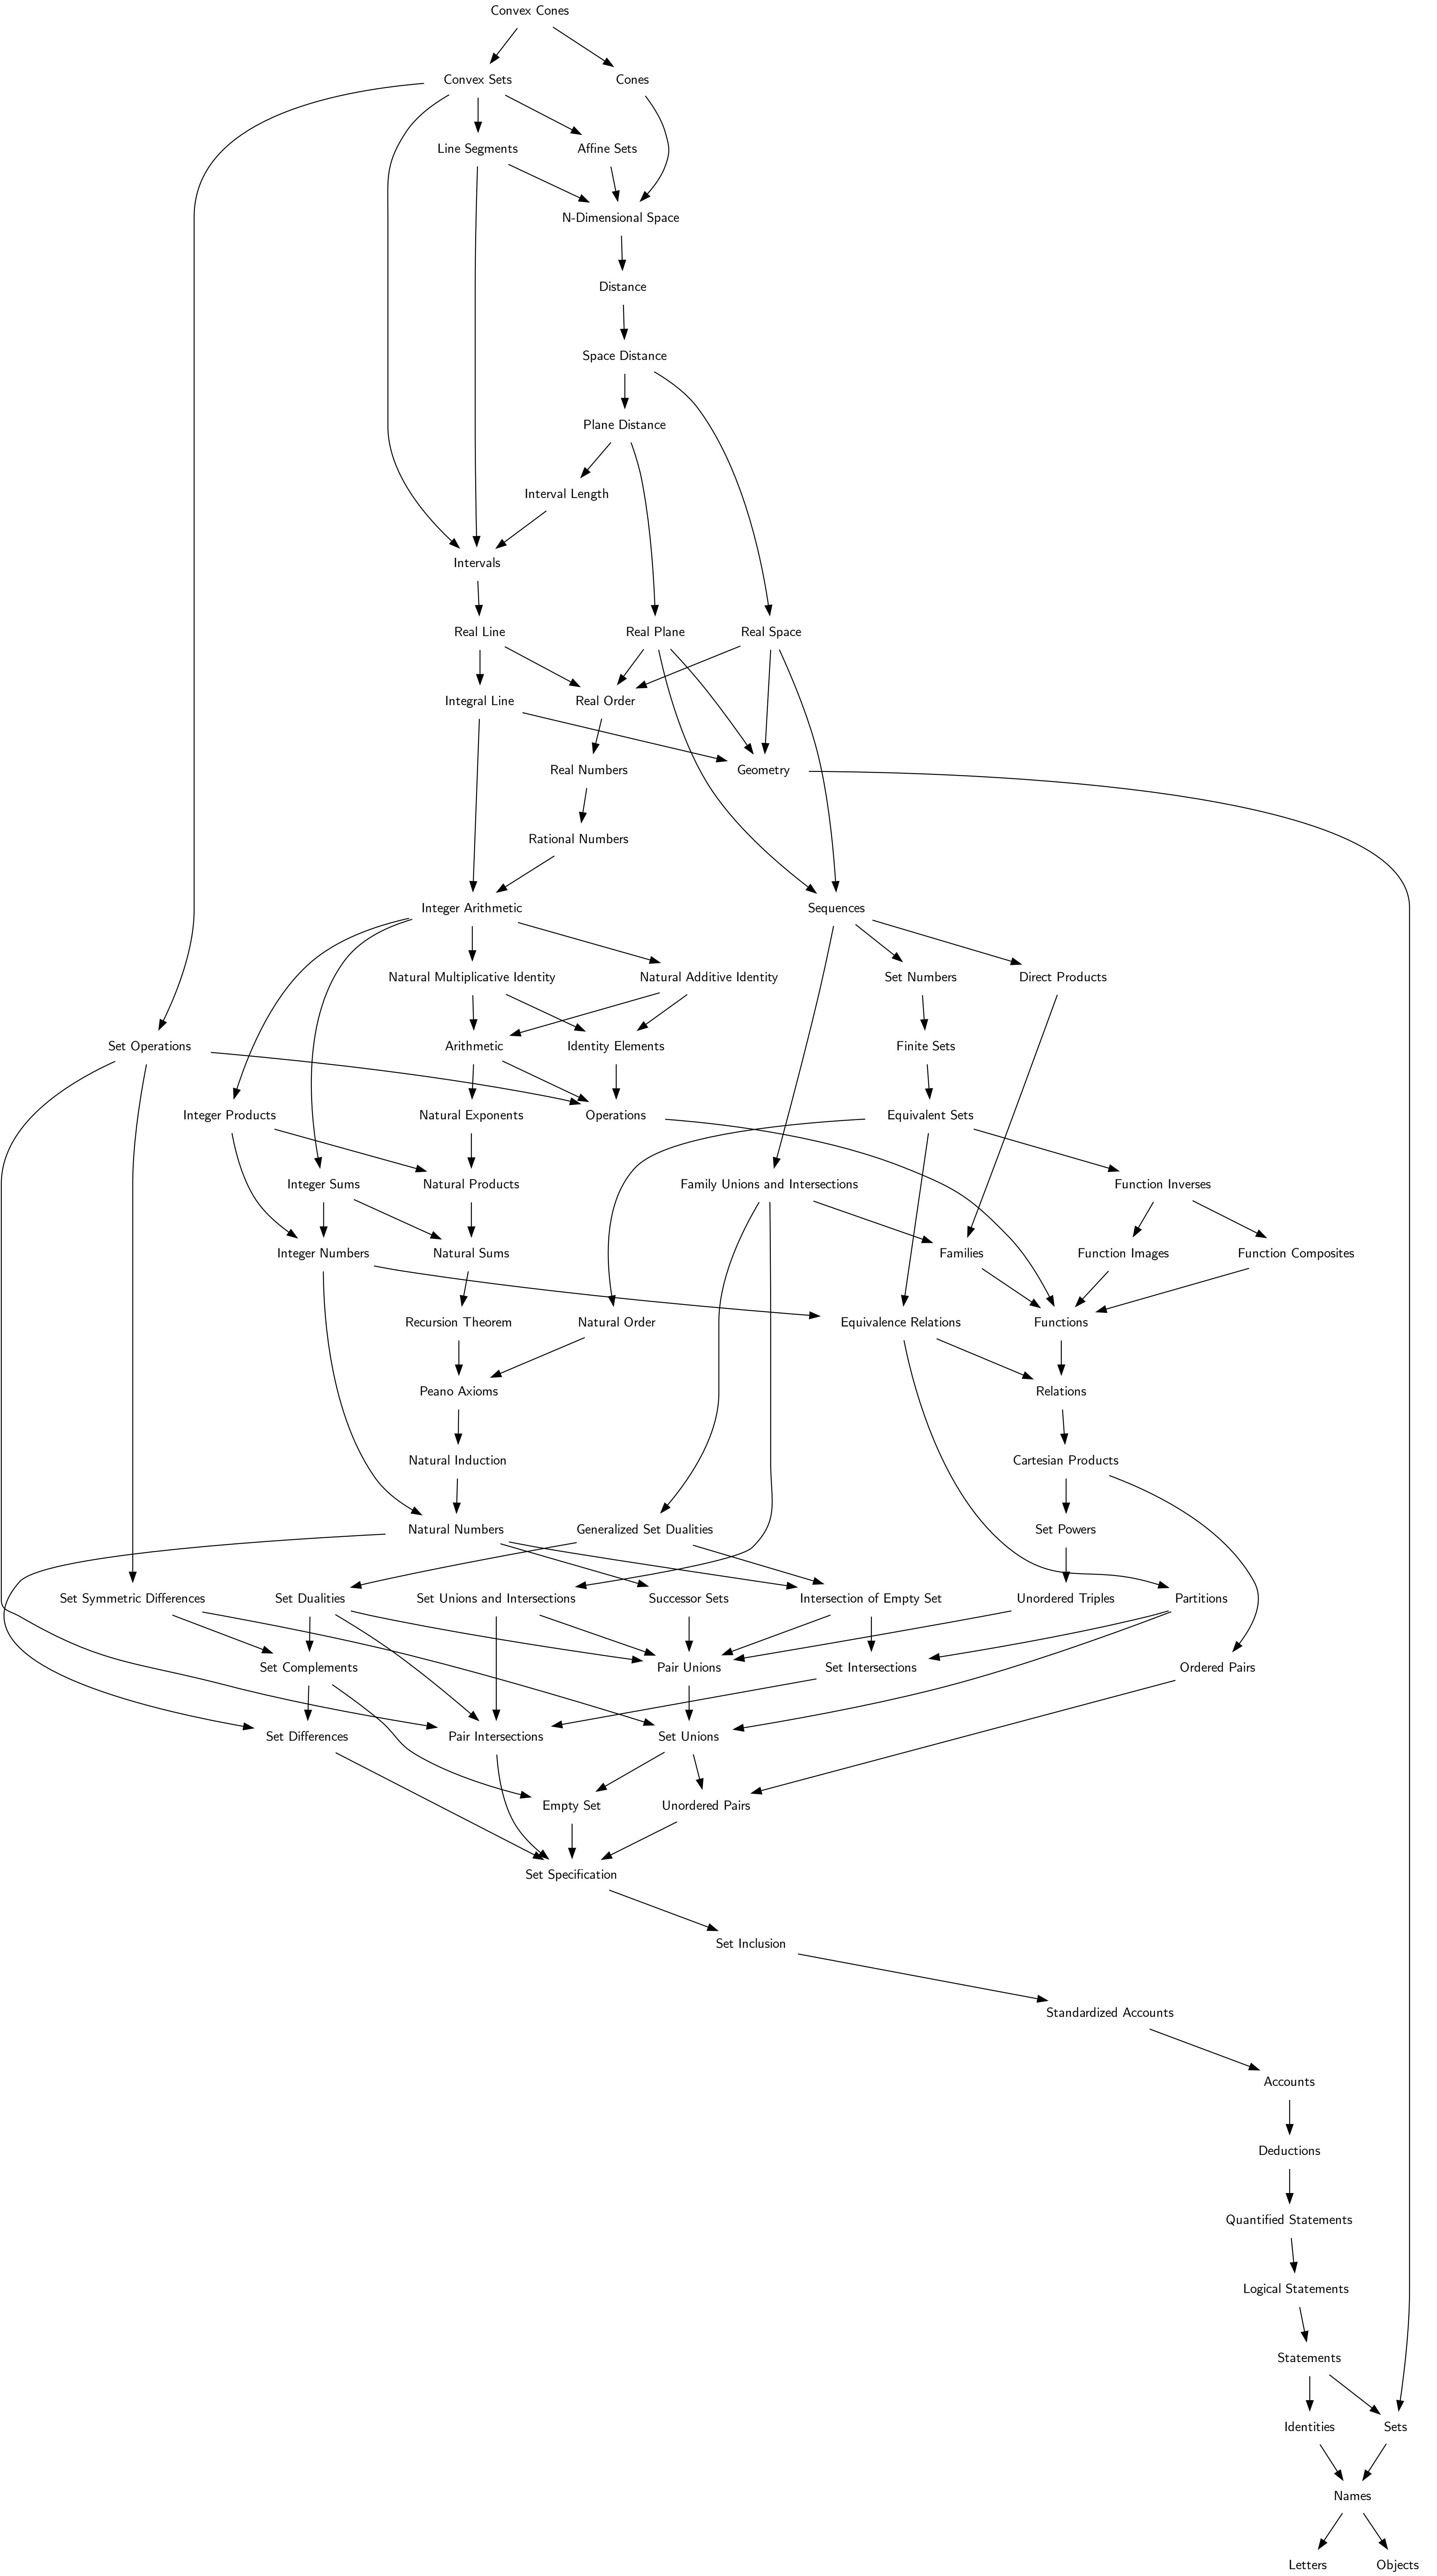 Convex Cones
Convex Sets
Cones
Line Segments
Affine Sets
N-Dimensional Space
Distance
Space Distance
Plane Distance
Interval Length
Intervals
Real Line
Real Plane
Real Space
Integral Line
Real Order
Real Numbers
Geometry
Rational Numbers
Integer Arithmetic
Sequences
Natural Multiplicative Identity
Natural Additive Identity
Set Numbers
Direct Products
Set Operations
Arithmetic
Identity Elements
Finite Sets
Integer Products
Natural Exponents
Operations
Equivalent Sets
Integer Sums
Natural Products
Family Unions and Intersections
Function Inverses
Integer Numbers
Natural Sums
Families
Function Images
Function Composites
Recursion Theorem
Natural Order
Equivalence Relations
Functions
Peano Axioms
Relations
Natural Induction
Cartesian Products
Natural Numbers
Generalized Set Dualities
Set Powers
Set Symmetric Differences
Set Dualities
Set Unions and Intersections
Successor Sets
Intersection of Empty Set
Unordered Triples
Partitions
Set Complements
Pair Unions
Set Intersections
Ordered Pairs
Set Differences
Pair Intersections
Set Unions
Empty Set
Unordered Pairs
Set Specification
Set Inclusion
Standardized Accounts
Accounts
Deductions
Quantified Statements
Logical Statements
Statements
Identities
Sets
Names
Letters
Objects